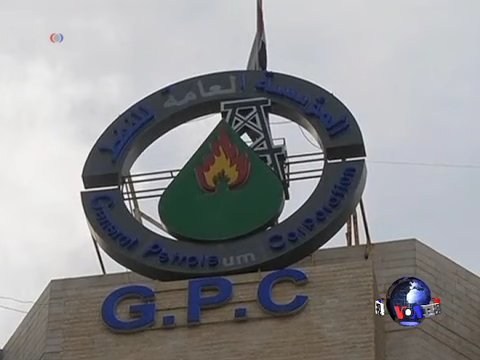 المؤسسة العامة للنفط
General Petroleum Corporation
G.P.C
VOA